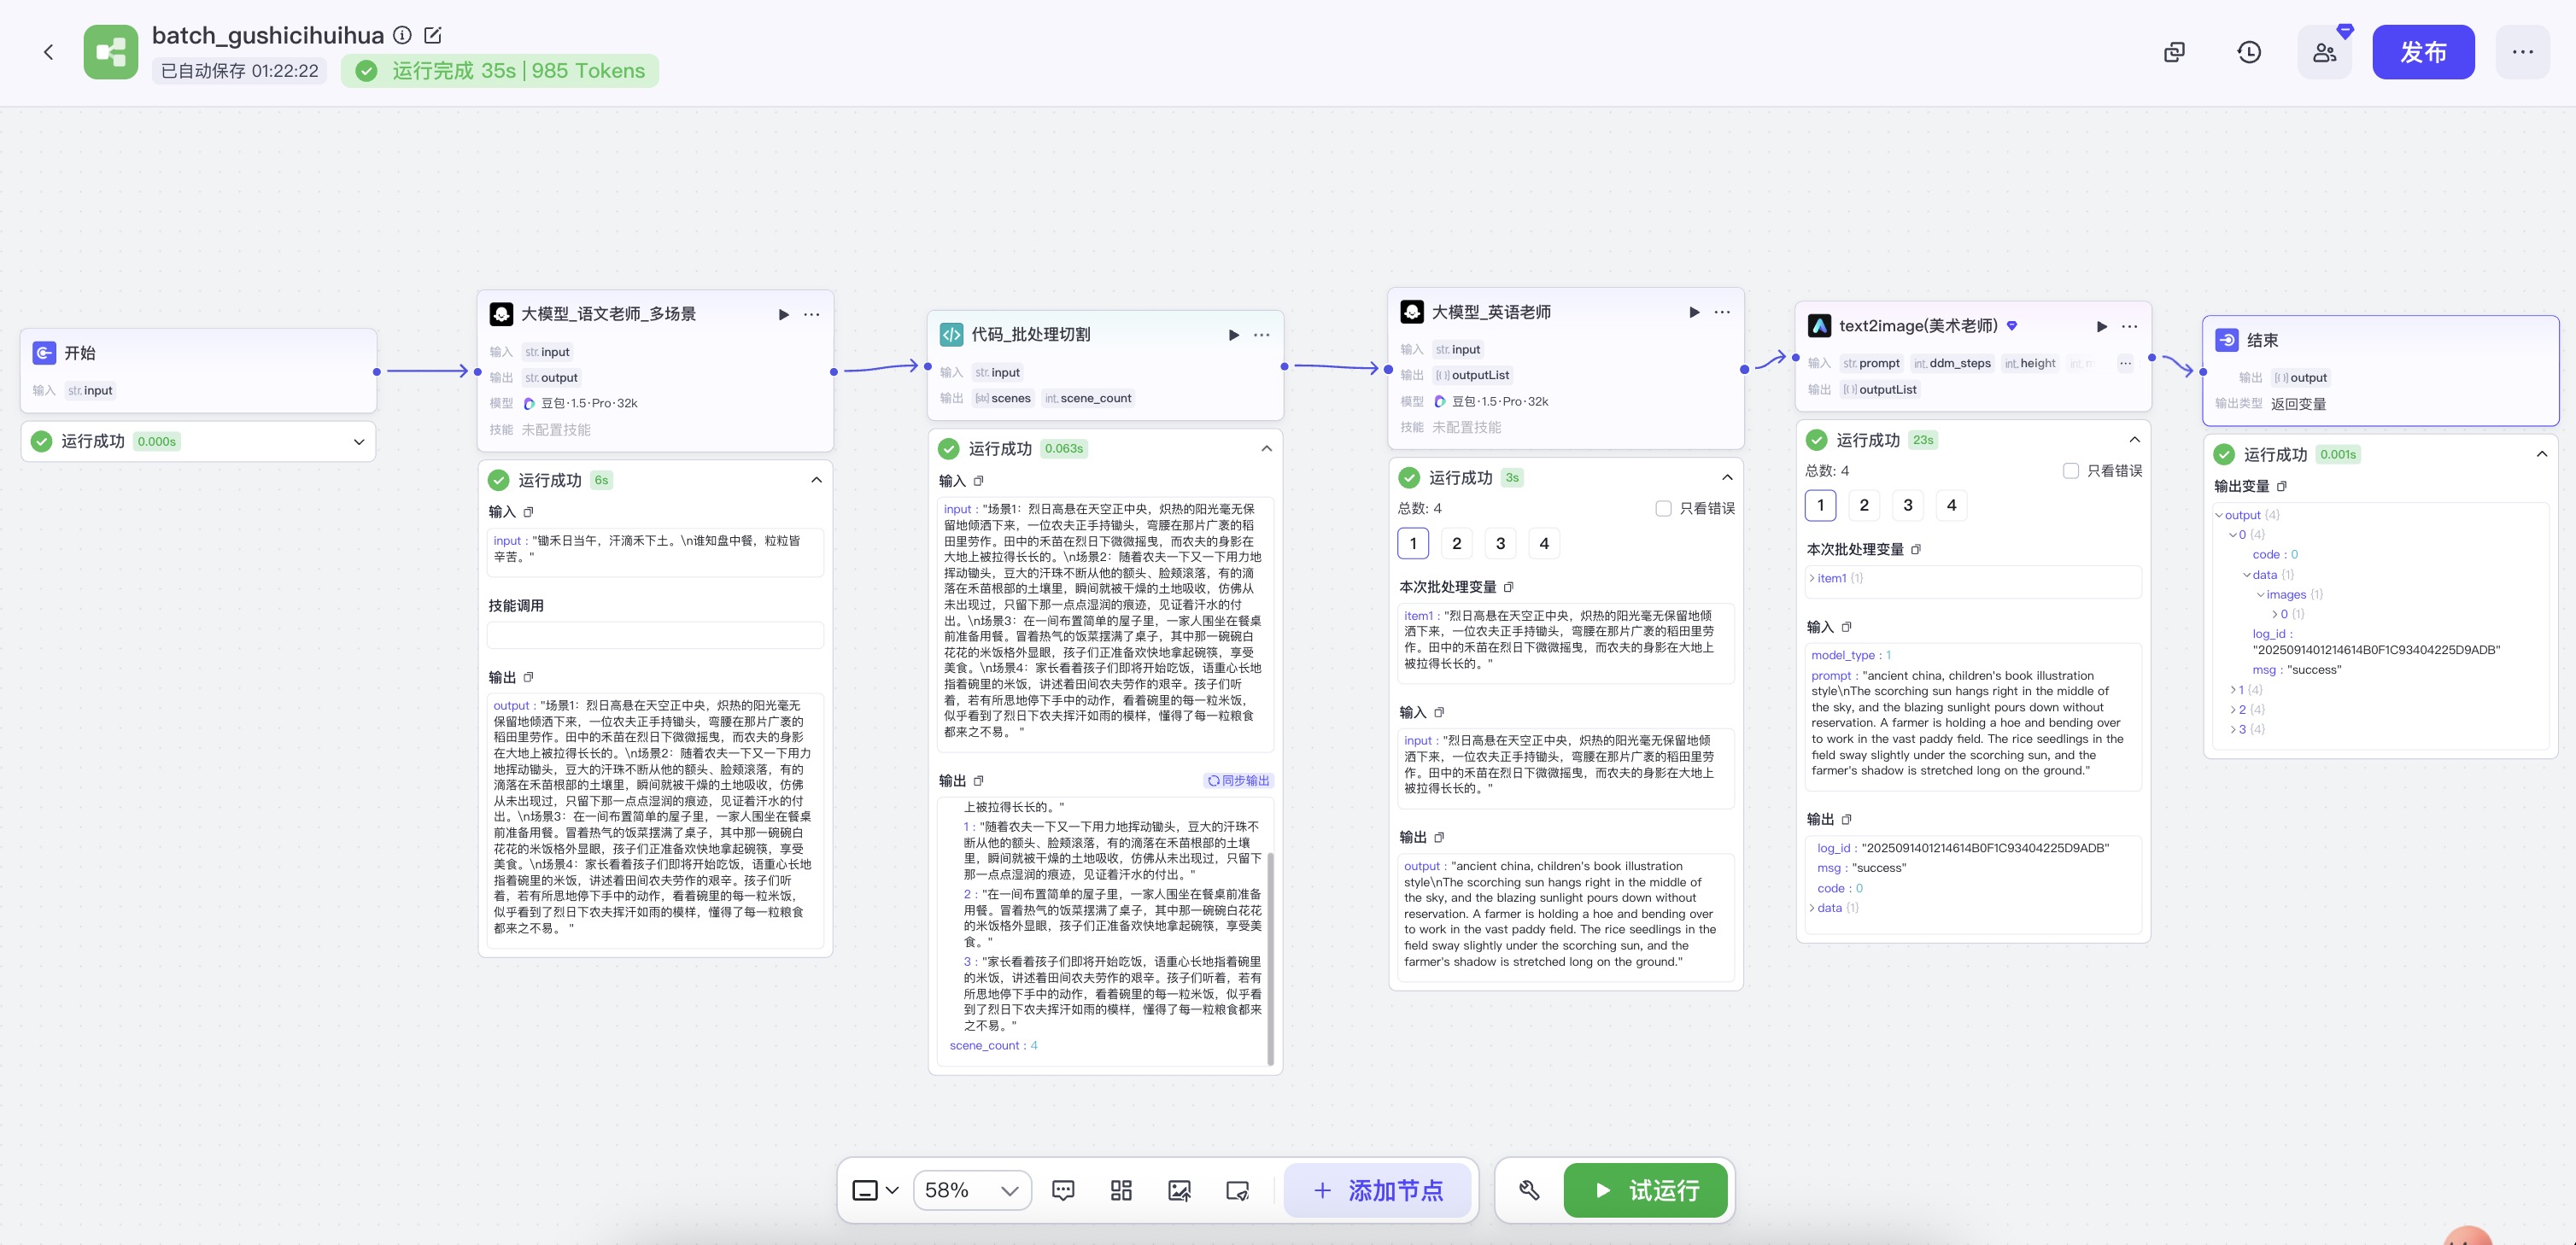 batch_gushicihuihua
已自动保存 01:22:22
运行完成 35s | 985 Tokens
发布
开始
输入 str. input
运行成功 0.000s
大模型_语文老师_多场景
输入 str. input
输出 str. output
模型 豆包·1.5·Pro·32k
技能 未配置技能
运行成功 6s
输入
input : "锄禾日当午，汗滴禾下土。\n谁知盘中餐，粒粒皆
辛苦。"
技能调用
输出
output : "场景1：烈日高悬在天空正中央，炽热的阳光毫无
保留地倾洒下来，一位农夫正手持锄头，弯腰在那片广袤的
稻田里劳作。田中的禾苗在烈日下微微摇曳，而农夫的身影
在大地上被拉得长长的。\n场景2：随着农夫一下又一下用力
地挥动锄头，豆大的汗珠不断从他的额头、脸颊滚落，有的
滴落在禾苗根部的土壤里，瞬间就被干燥的土地吸收，仿佛
从未出现过，只留下那一点点湿润的痕迹，见证着汗水的付
出。\n场景3：在一间布置简单的屋子里，一家人围坐在餐桌
前准备用餐。冒着热气的饭菜摆满了桌子，其中那一碗碗白
花花的米饭格外显眼，孩子们正准备欢快地拿起碗筷，享受
美食。\n场景4：家长看着孩子们即将开始吃饭，语重心长地
指着碗里的米饭，讲述着田间农夫劳作的艰辛。孩子们听
着，若有所思地停下手中的动作，看着碗里的每一粒米饭，
似乎看到了烈日下农夫挥汗如雨的模样，懂得了每一粒粮食
都来之不易。 "
代码_批处理切割
输入 str. input
输出 [str] scenes int. scene_count
运行成功 0.063s
输入
input : "场景1：烈日高悬在天空正中央，炽热的阳光毫无保
留地倾洒下来，一位农夫正手持锄头，弯腰在那片广袤的稻
田里劳作。田中的禾苗在烈日下微微摇曳，而农夫的身影在
大地上被拉得长长的。\n场景2：随着农夫一下又一下用力地
挥动锄头，豆大的汗珠不断从他的额头、脸颊滚落，有的滴
落在禾苗根部的土壤里，瞬间就被干燥的土地吸收，仿佛从
未出现过，只留下那一点点湿润的痕迹，见证着汗水的付
出。\n场景3：在一间布置简单的屋子里，一家人围坐在餐桌
前准备用餐。冒着热气的饭菜摆满了桌子，其中那一碗碗白
花花的米饭格外显眼，孩子们正准备欢快地拿起碗筷，享受
美食。\n场景4：家长看着孩子们即将开始吃饭，语重心长地
指着碗里的米饭，讲述着田间农夫劳作的艰辛。孩子们听
着，若有所思地停下手中的动作，看着碗里的每一粒米饭，
似乎看到了烈日下农夫挥汗如雨的模样，懂得了每一粒粮食
都来之不易。 "
输出 同步输出
上被拉得长长的。"
1 : "随着农夫一下又一下用力地挥动锄头，豆大的汗珠不
断从他的额头、脸颊滚落，有的滴落在禾苗根部的土壤
里，瞬间就被干燥的土地吸收，仿佛从未出现过，只留下
那一点点湿润的痕迹，见证着汗水的付出。"
2 : "在一间布置简单的屋子里，一家人围坐在餐桌前准备
用餐。冒着热气的饭菜摆满了桌子，其中那一碗碗白花花
的米饭格外显眼，孩子们正准备欢快地拿起碗筷，享受美
食。"
3 : "家长看着孩子们即将开始吃饭，语重心长地指着碗里
的米饭，讲述着田间农夫劳作的艰辛。孩子们听着，若有
所思地停下手中的动作，看着碗里的每一粒米饭，似乎看
到了烈日下农夫挥汗如雨的模样，懂得了每一粒粮食都来
之不易。"
scene_count : 4
大模型_英语老师
输入 str. input
输出 [{}] outputList
模型 豆包·1.5·Pro·32k
技能 未配置技能
运行成功 3s
总数: 4 只看错误
1 2 3 4
本次批处理变量
item1 : "烈日高悬在天空正中央，炽热的阳光毫无保留地倾
洒下来，一位农夫正手持锄头，弯腰在那片广袤的稻田里劳
作。田中的禾苗在烈日下微微摇曳，而农夫的身影在大地上
被拉得长长的。"
输入
input : "烈日高悬在天空正中央，炽热的阳光毫无保留地倾
洒下来，一位农夫正手持锄头，弯腰在那片广袤的稻田里劳
作。田中的禾苗在烈日下微微摇曳，而农夫的身影在大地上
被拉得长长的。"
输出
output : "ancient china, children's book illustration
style\nThe scorching sun hangs right in the middle of
the sky, and the blazing sunlight pours down without
reservation. A farmer is holding a hoe and bending over
to work in the vast paddy field. The rice seedlings in the
field sway slightly under the scorching sun, and the
farmer's shadow is stretched long on the ground."
text2image(美术老师)
输入 str. prompt int. ddm_steps int. height int. m ...
输出 [{}] outputList
运行成功 23s
总数: 4 只看错误
1 2 3 4
本次批处理变量
item1 {1}
输入
model_type : 1
prompt : "ancient china, children's book illustration
style\nThe scorching sun hangs right in the middle of
the sky, and the blazing sunlight pours down without
reservation. A farmer is holding a hoe and bending over
to work in the vast paddy field. The rice seedlings in the
field sway slightly under the scorching sun, and the
farmer's shadow is stretched long on the ground."
输出
log_id : "2025091401214614B0F1C93404225D9ADB"
msg : "success"
code : 0
data {1}
结束
输出 [{}] output
输出类型 返回变量
运行成功 0.001s
输出变量
output {4}
0 {4}
code : 0
data {1}
images {1}
0 {1}
log_id :
"2025091401214614B0F1C93404225D9ADB"
msg : "success"
1 {4}
2 {4}
3 {4}
58%
添加节点
试运行